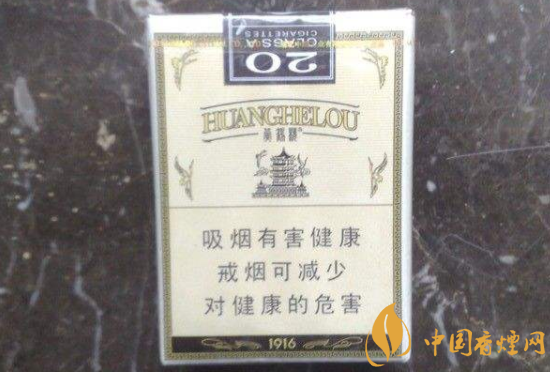 20
CLASS A
CIGARETTES
HUANGHELOU
黄鹤楼
吸烟有害健康
戒烟可减少
对健康的危害
1916
中国香烟网